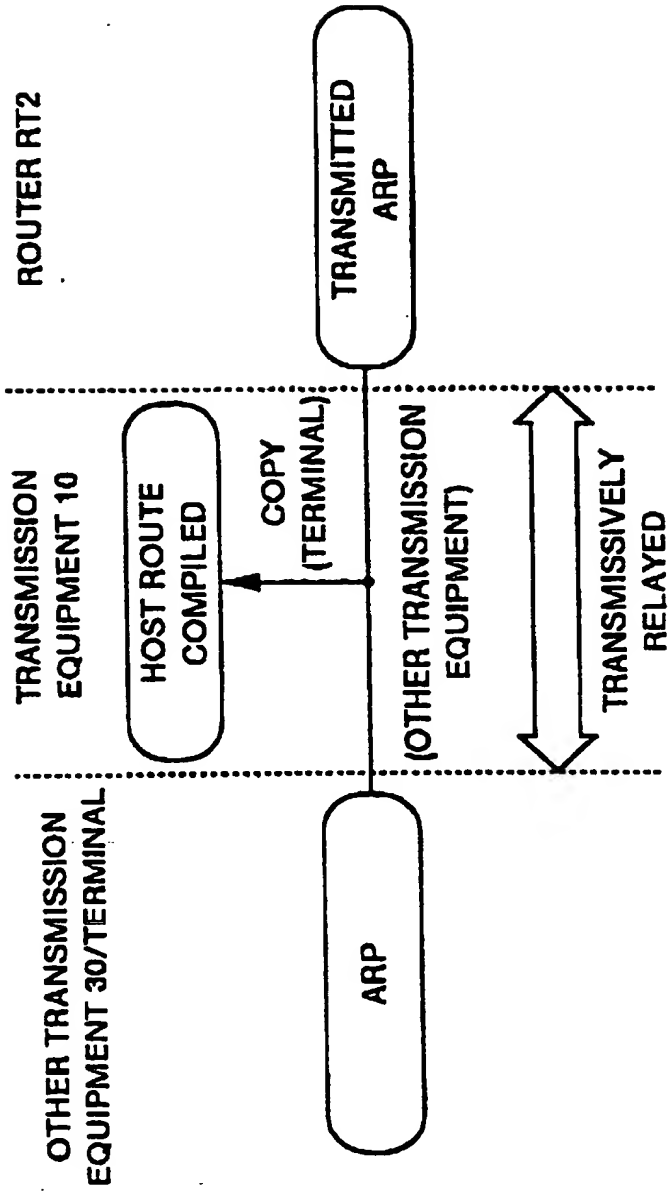 OTHER TRANSMISSION
EQUIPMENT 30/TERMINAL
TRANSMISSION
EQUIPMENT 10
ROUTER RT2
HOST ROUTE
COMPILED
COPY
(TERMINAL)
ARP
TRANSMITTED
ARP
(OTHER TRANSMISSION
EQUIPMENT)
TRANSMISSIVELY
RELAYED